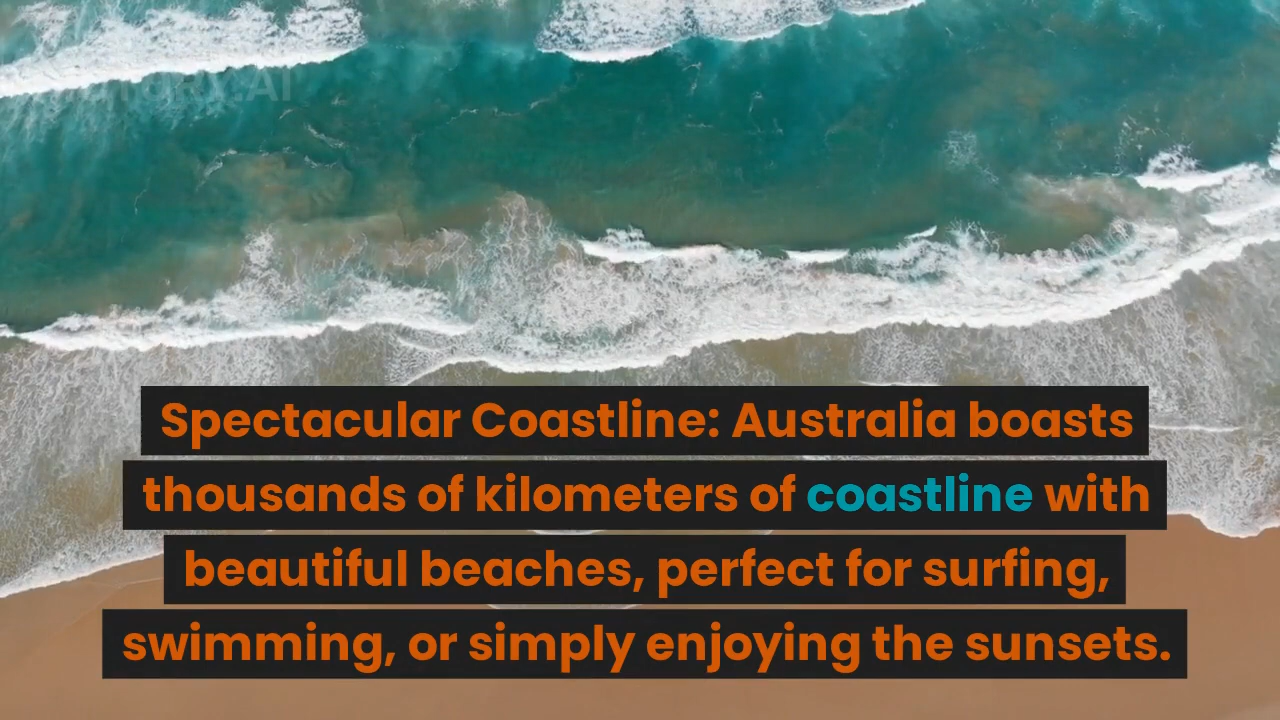 Spectacular Coastline: Australia boasts
thousands of kilometers of coastline with
beautiful beaches, perfect for surfing,
swimming, or simply enjoying the sunsets.